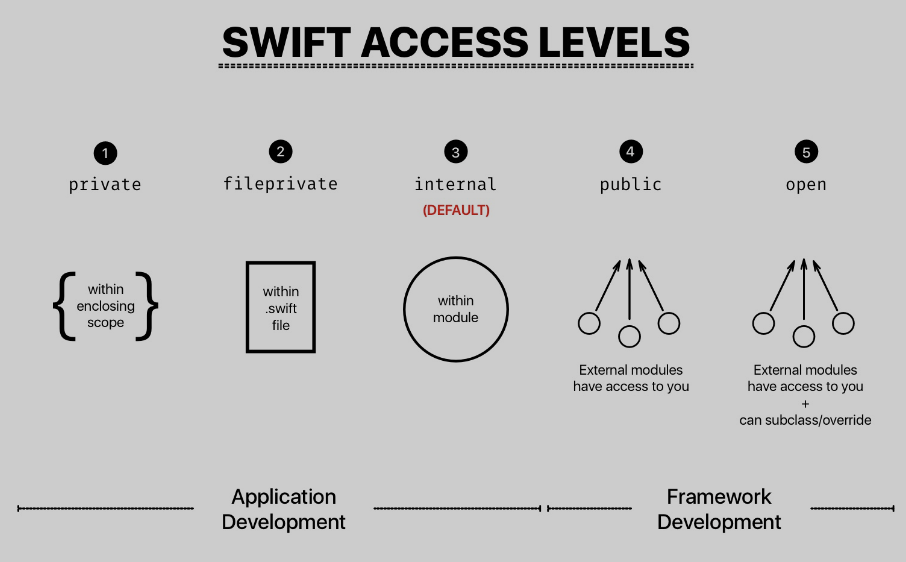 SWIFT ACCESS LEVELS
1
private
2
fileprivate
3
internal
(DEFAULT)
4
public
5
open
within
enclosing
scope
within
.swift
file
within
module
External modules
have access to you
External modules
have access to you
+
can subclass/override
Application
Development
Framework
Development